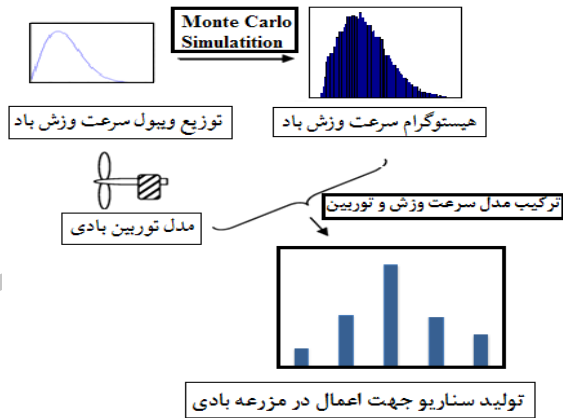 Monte Carlo
Simulatition
توزیع ویبول سرعت وزش باد
هیستوگرام سرعت وزش باد
مدل توربین بادی
ترکیب مدل سرعت وزش و توربین
تولید سناریو جهت اعمال در مزرعه بادی